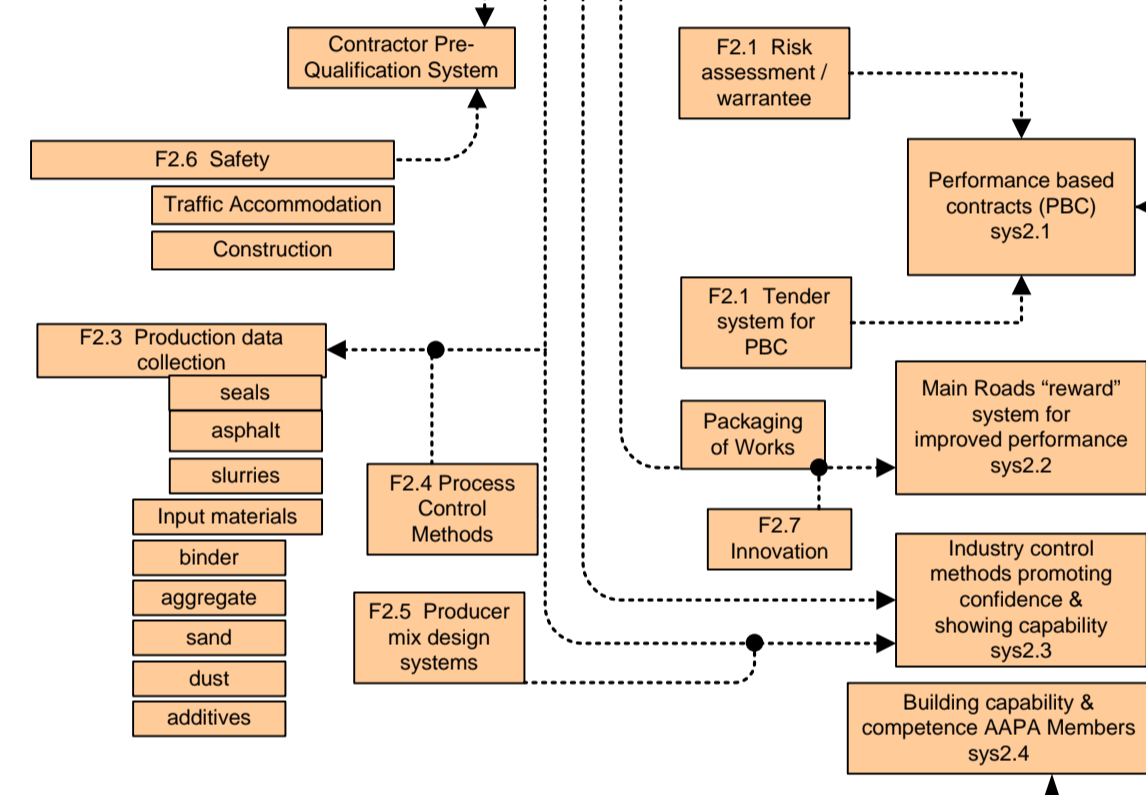 Contractor Pre-
Qualification System
F2.6 Safety
Traffic Accommodation
Construction
F2.3 Production data
collection
seals
asphalt
slurries
Input materials
binder
aggregate
sand
dust
additives
F2.4 Process
Control
Methods
F2.5 Producer
mix design
systems
F2.1 Risk
assessment /
warrantee
Performance based
contracts (PBC)
sys2.1
F2.1 Tender
system for
PBC
Packaging
of Works
Main Roads “reward”
system for
improved performance
sys2.2
F2.7
Innovation
Industry control
methods promoting
confidence &
showing capability
sys2.3
Building capability &
competence AAPA Members
sys2.4